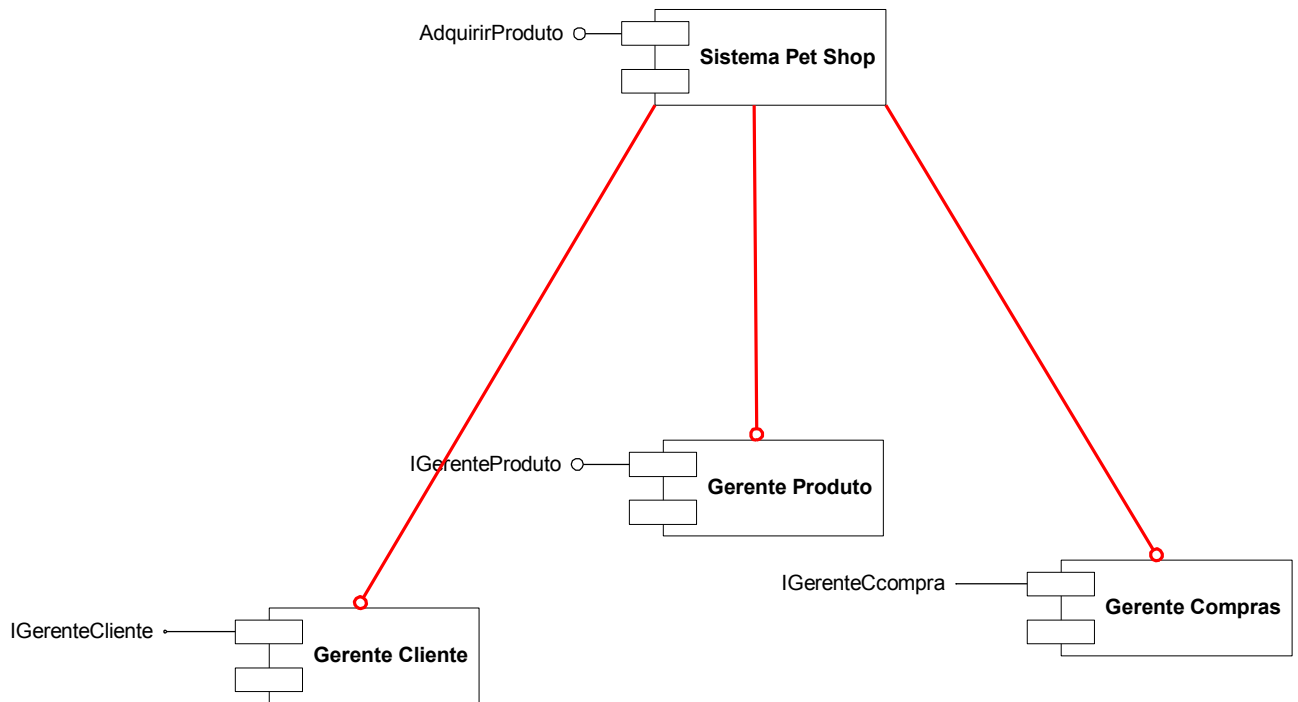 AdquirirProduto
Sistema Pet Shop
IGerenteProduto
Gerente Produto
IGerenteCcompra
Gerente Compras
IGerenteCliente
Gerente Cliente